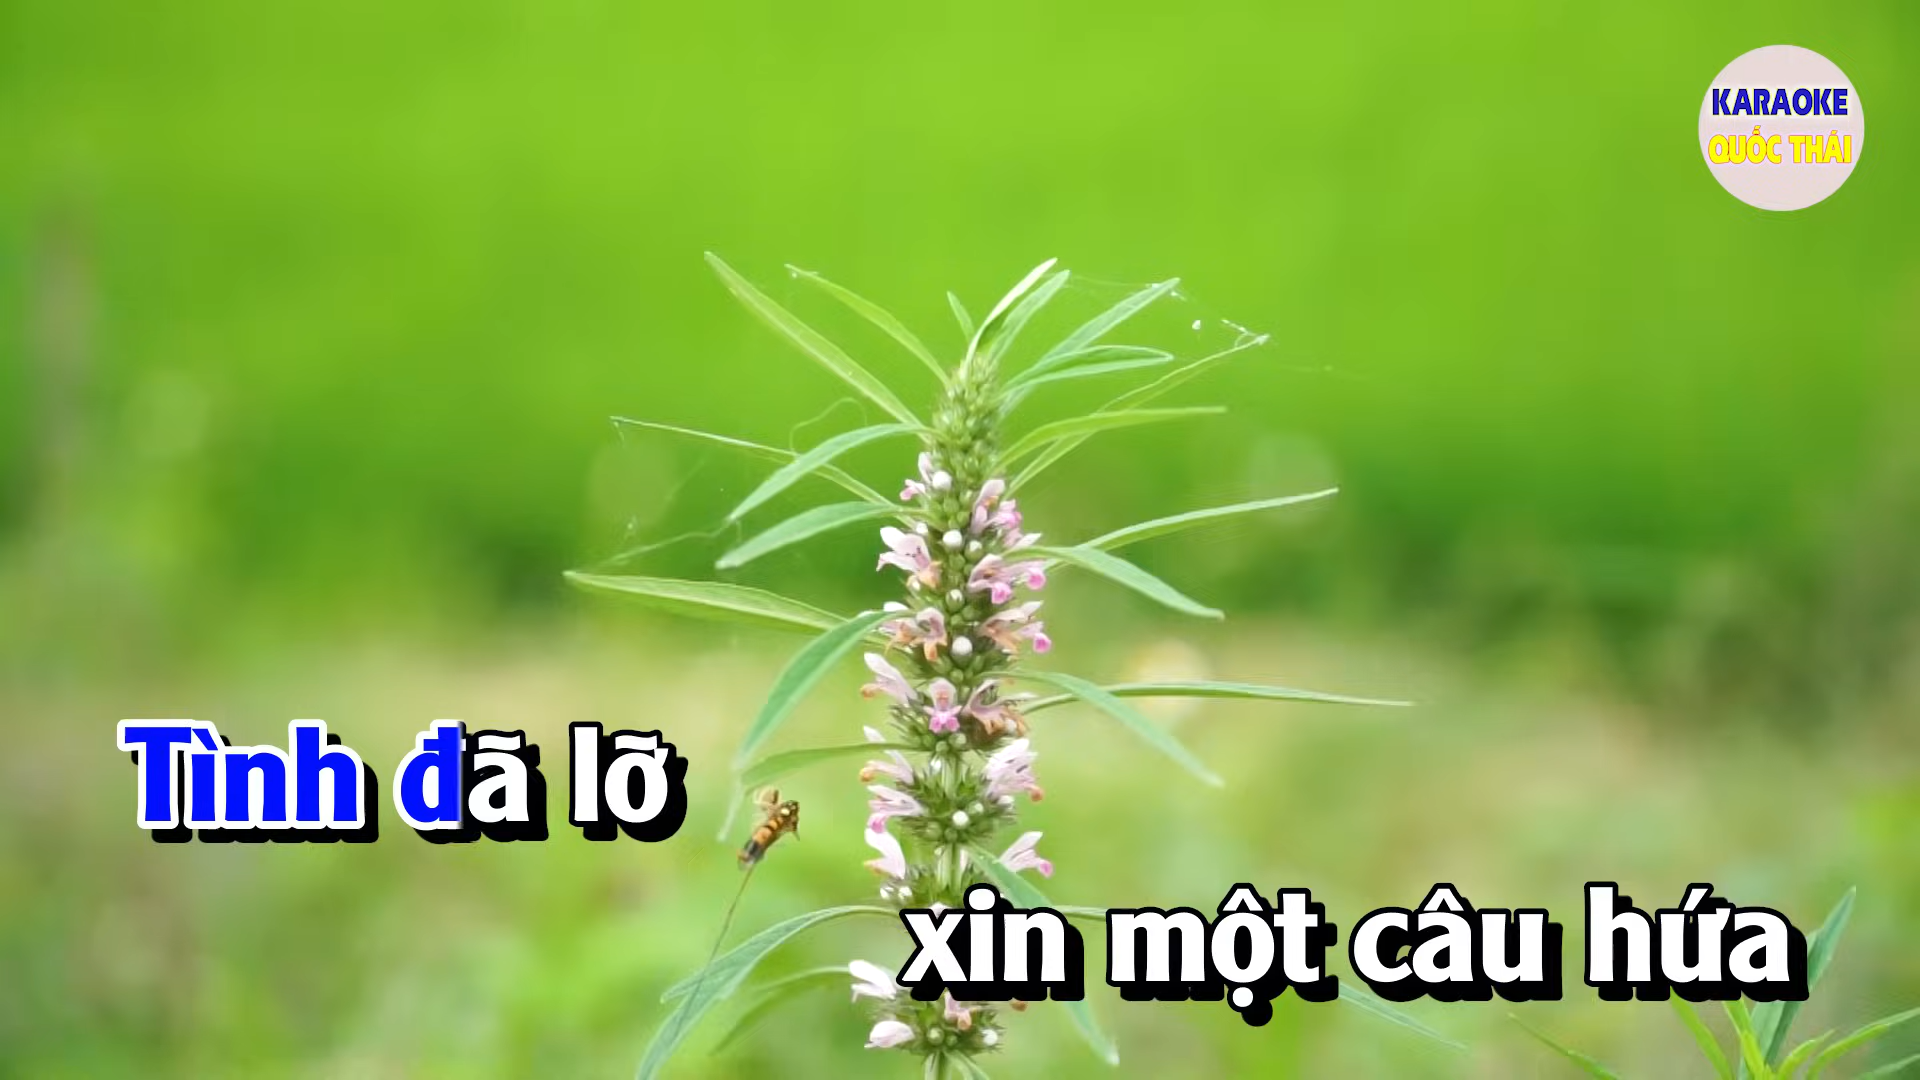 KARAOKE
QUỐC THÁI
Tình đã lỡ
xin một câu hứa